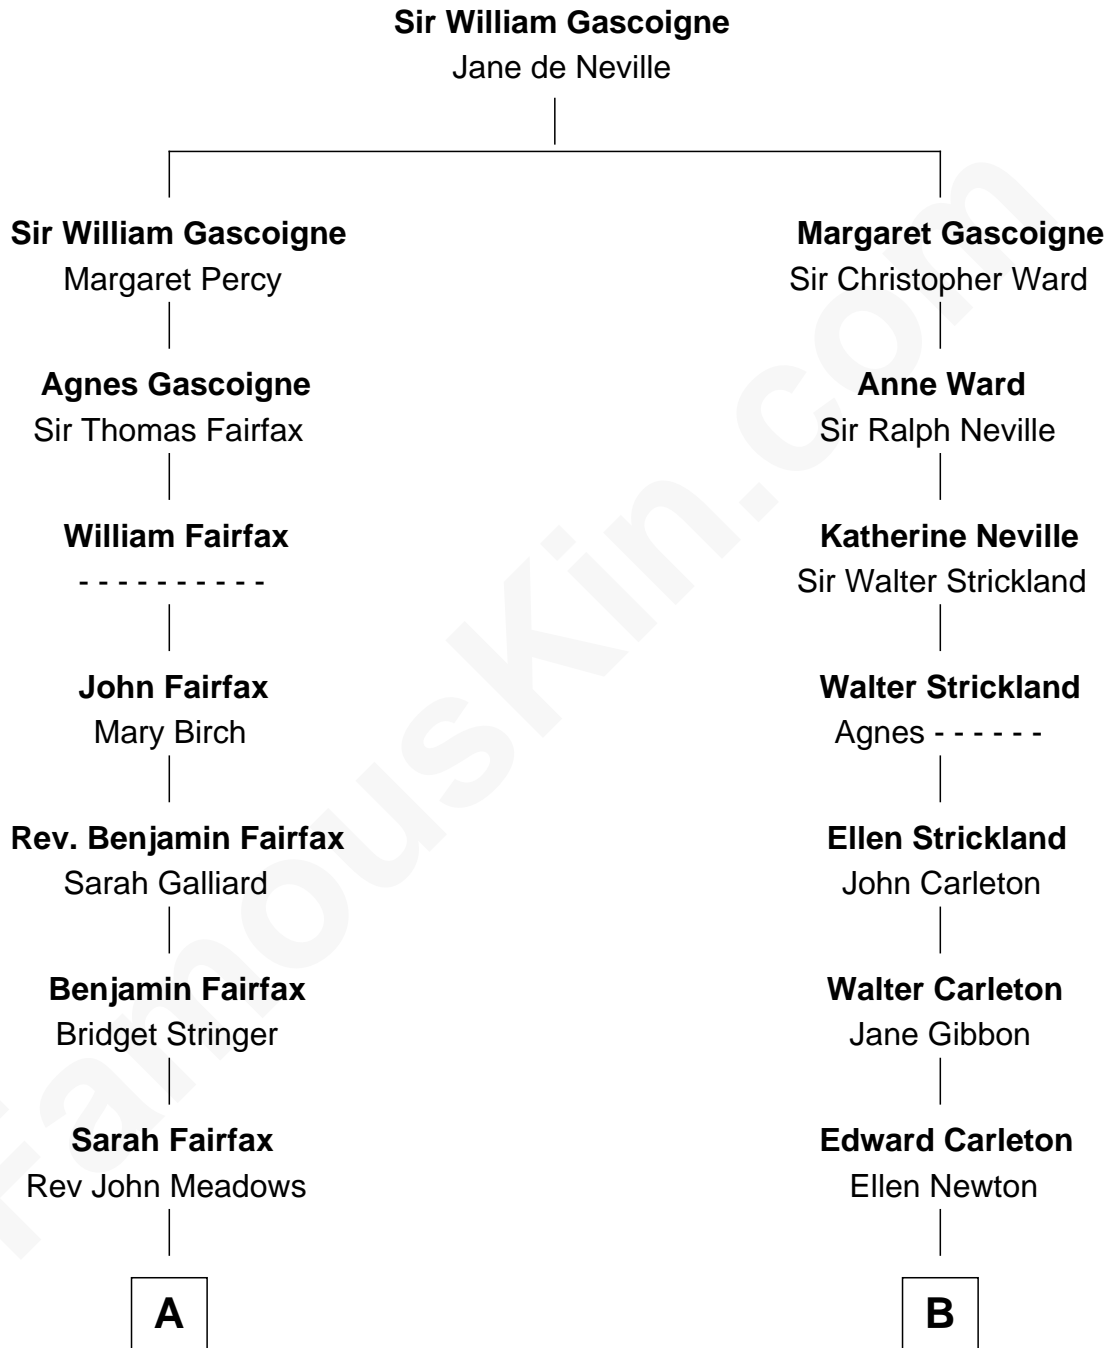 Sir William Gascoigne
Jane de Neville
Sir William Gascoigne
Margaret Percy
Margaret Gascoigne
Sir Christopher Ward
Agnes Gascoigne
Sir Thomas Fairfax
Anne Ward
Sir Ralph Neville
William Fairfax
- - - - - - - - - -
Katherine Neville
Sir Walter Strickland
John Fairfax
Mary Birch
Walter Strickland
Agnes - - - - - -
Rev. Benjamin Fairfax
Sarah Galliard
Ellen Strickland
John Carleton
Benjamin Fairfax
Bridget Stringer
Walter Carleton
Jane Gibbon
Sarah Fairfax
Rev John Meadows
Edward Carleton
Ellen Newton
A
B
FamousKin.com